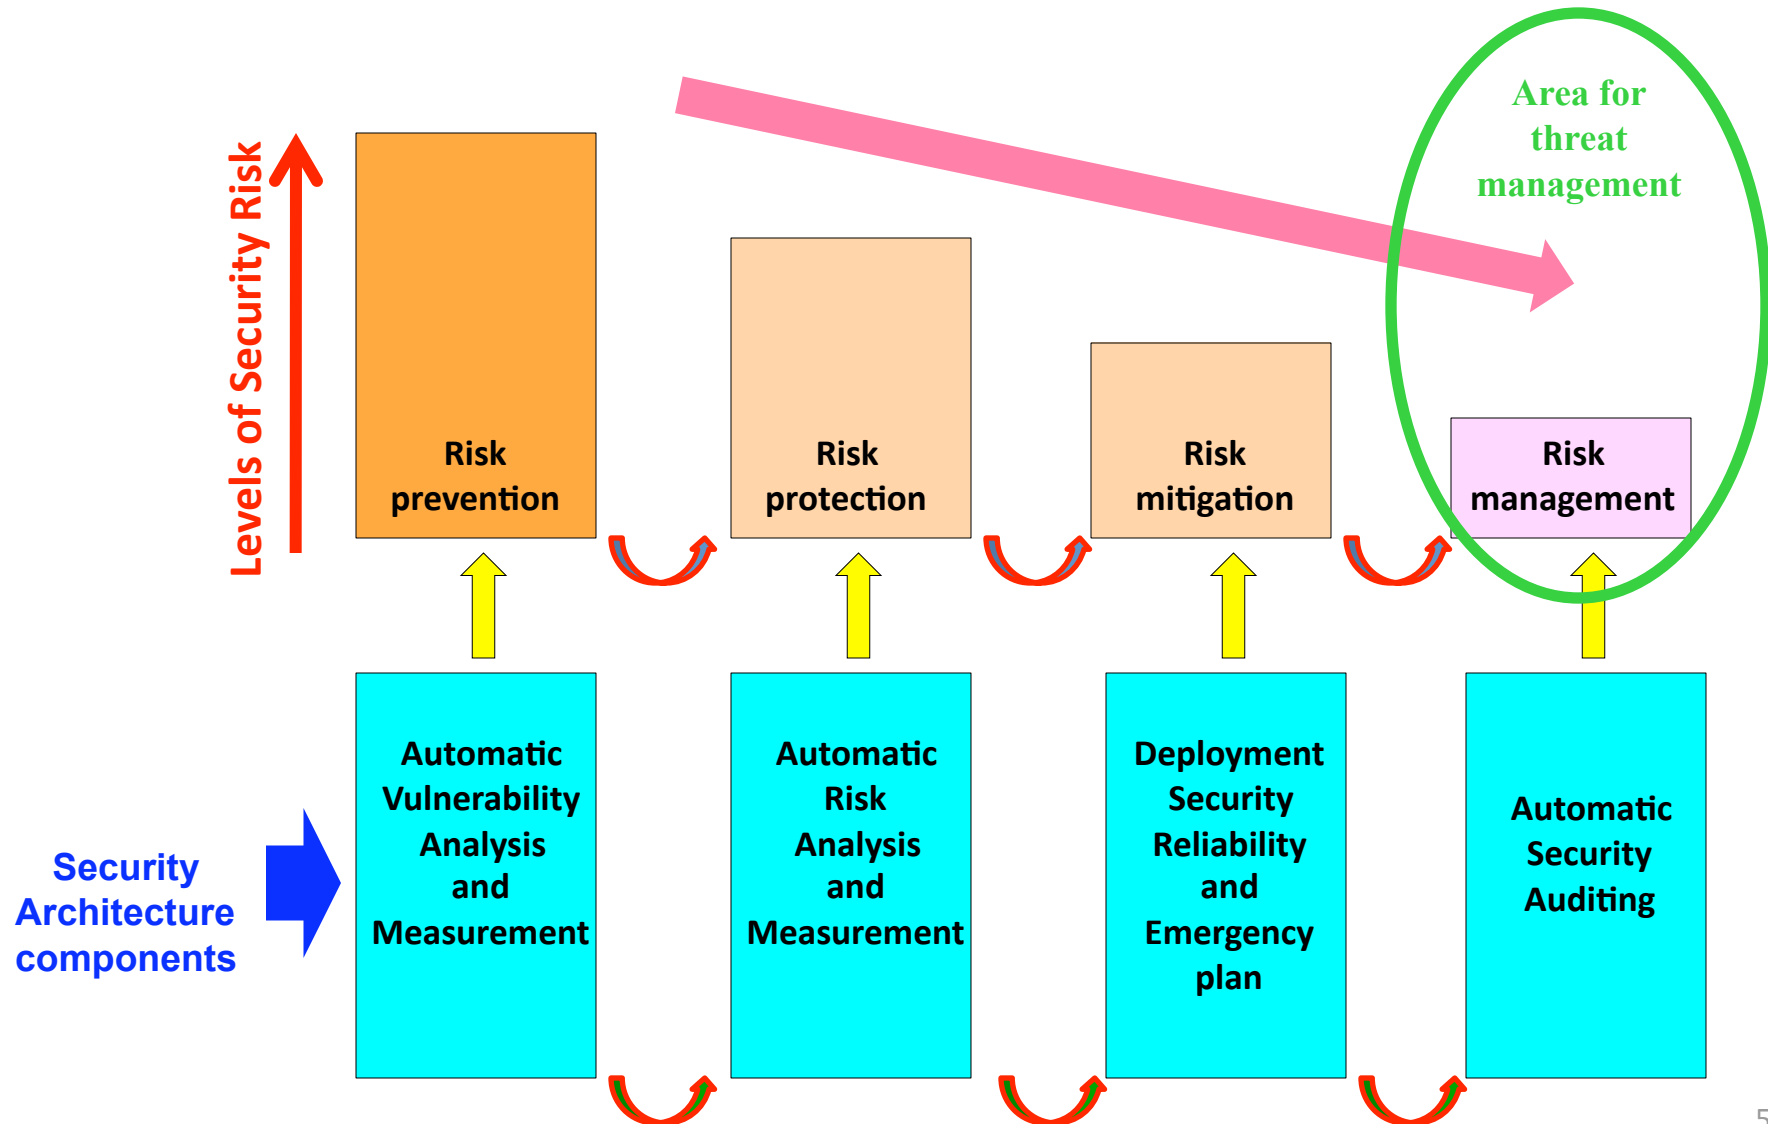 Area for
threat
management
Levels of Security Risk
Risk
prevention
Risk
protection
Risk
mitigation
Risk
management
Security
Architecture
components
Automatic
Vulnerability
Analysis
and
Measurement
Automatic
Risk
Analysis
and
Measurement
Deployment
Security
Reliability
and
Emergency
plan
Automatic
Security
Auditing
5